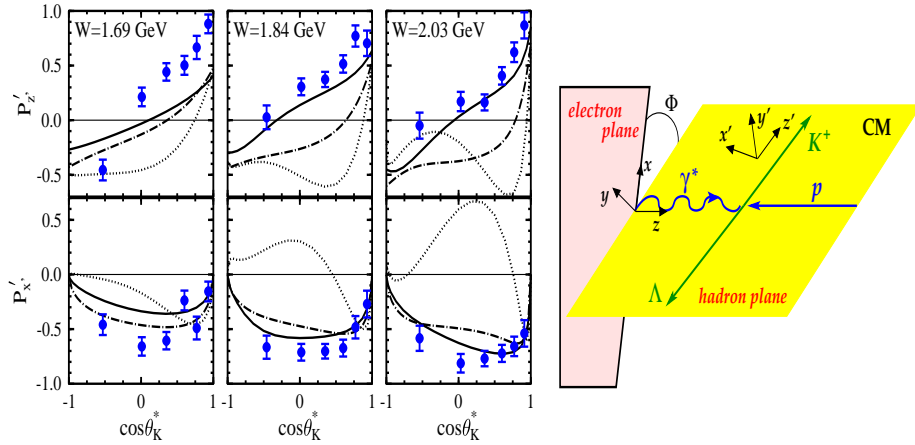 W=1.69 GeV
W=1.84 GeV
W=2.03 GeV
1.0
0.5
0.0
-0.5
P′z′
0.0
-0.5
-1.0
P′x′
-1 0 1
-1 0 1
-1 0 1
cosθ*K
cosθ*K
cosθ*K
electron
plane
Φ
CM
x′
y′
z′
K+
x
y
z
γ*
p
Λ
hadron plane